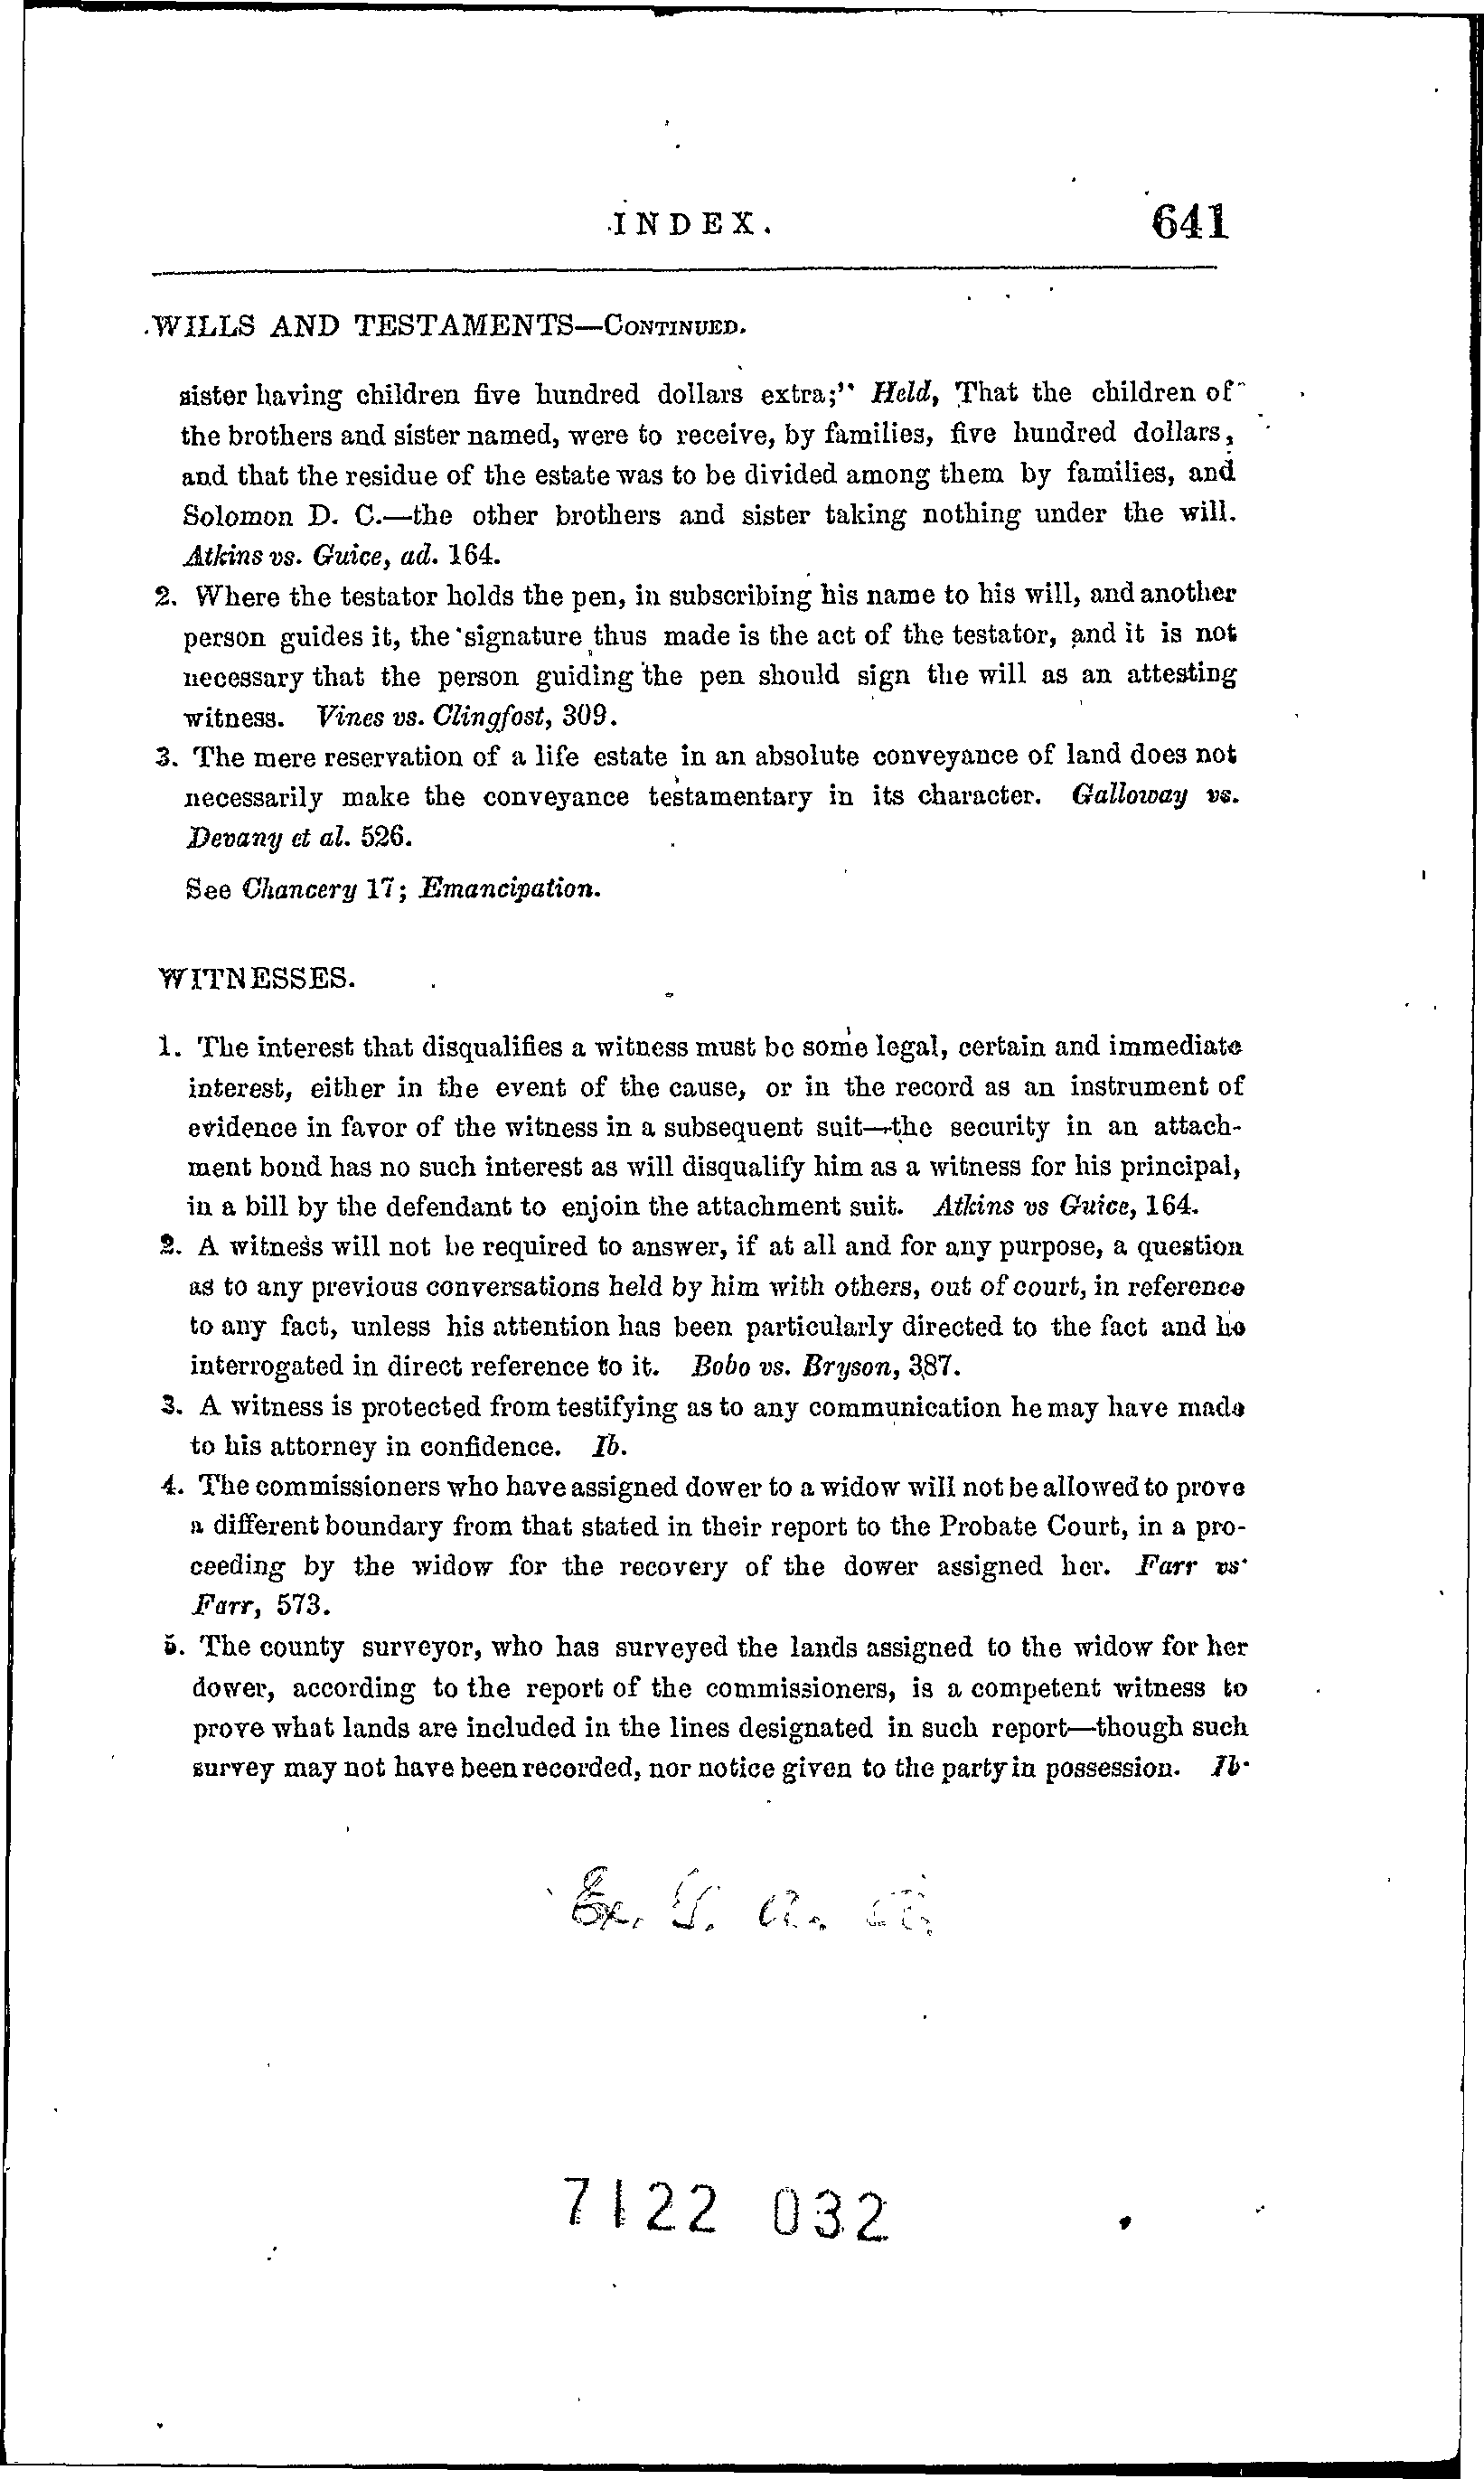 INDEX. 641
WILLS AND TESTAMENTS—CONTINUED.
sister having children five hundred dollars extra;" Held, That the children of
the brothers and sister named, were to receive, by families, five hundred dollars,
and that the residue of the estate was to be divided among them by families, and
Solomon D. C.—the other brothers and sister taking nothing under the will.
Atkins vs. Guice, ad. 164.
2. Where the testator holds the pen, in subscribing his name to his will, and another
person guides it, the signature thus made is the act of the testator, and it is not
necessary that the person guiding the pen should sign the will as an attesting
witness. Vines vs. Clingfost, 309.
3. The mere reservation of a life estate in an absolute conveyance of land does not
necessarily make the conveyance testamentary in its character. Galloway vs.
Devany et al. 526.
See Chancery 17; Emancipation.
WITNESSES.
1. The interest that disqualifies a witness must be some legal, certain and immediate
interest, either in the event of the cause, or in the record as an instrument of
evidence in favor of the witness in a subsequent suit—the security in an attach-
ment bond has no such interest as will disqualify him as a witness for his principal,
in a bill by the defendant to enjoin the attachment suit. Atkins vs Guice, 164.
2. A witness will not be required to answer, if at all and for any purpose, a question
as to any previous conversations held by him with others, out of court, in reference
to any fact, unless his attention has been particularly directed to the fact and he
interrogated in direct reference to it. Bobo vs. Bryson, 387.
3. A witness is protected from testifying as to any communication he may have made
to his attorney in confidence. Ib.
4. The commissioners who have assigned dower to a widow will not be allowed to prove
a different boundary from that stated in their report to the Probate Court, in a pro-
ceeding by the widow for the recovery of the dower assigned her. Farr vs.
Farr, 573.
5. The county surveyor, who has surveyed the lands assigned to the widow for her
dower, according to the report of the commissioners, is a competent witness to
prove what lands are included in the lines designated in such report—though such
survey may not have been recorded, nor notice given to the party in possession. Ib.
7122 032